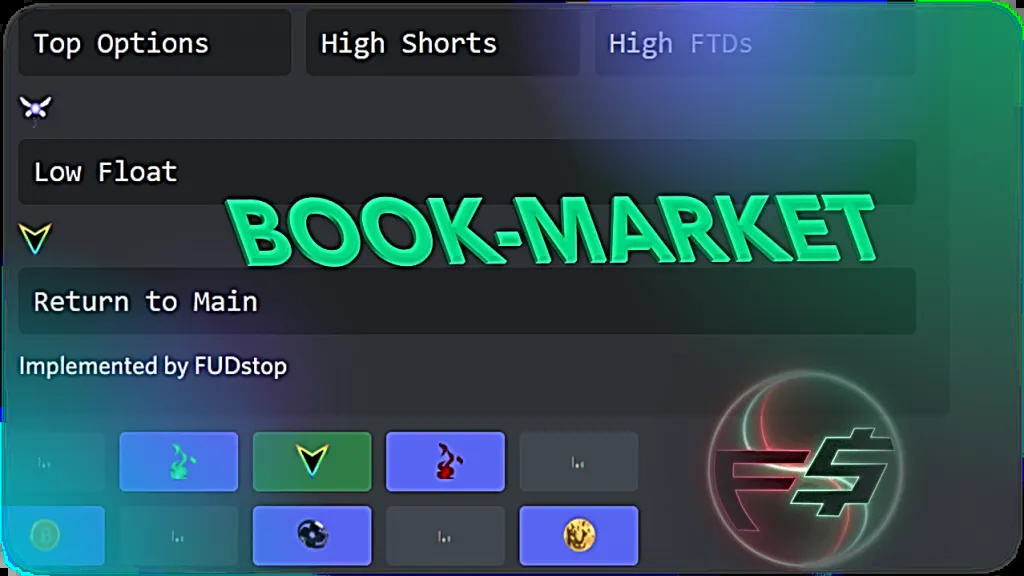 Top Options
High Shorts
High FTDs
Low Float
BOOK-MARKET
Return to Main
Implemented by FUDstop
F$